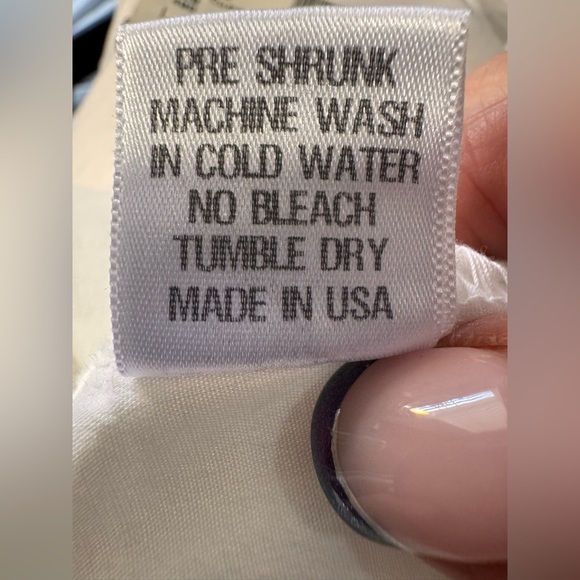 PRE SHRUNK
MACHINE WASH
IN COLD WATER
NO BLEACH
TUMBLE DRY
MADE IN USA